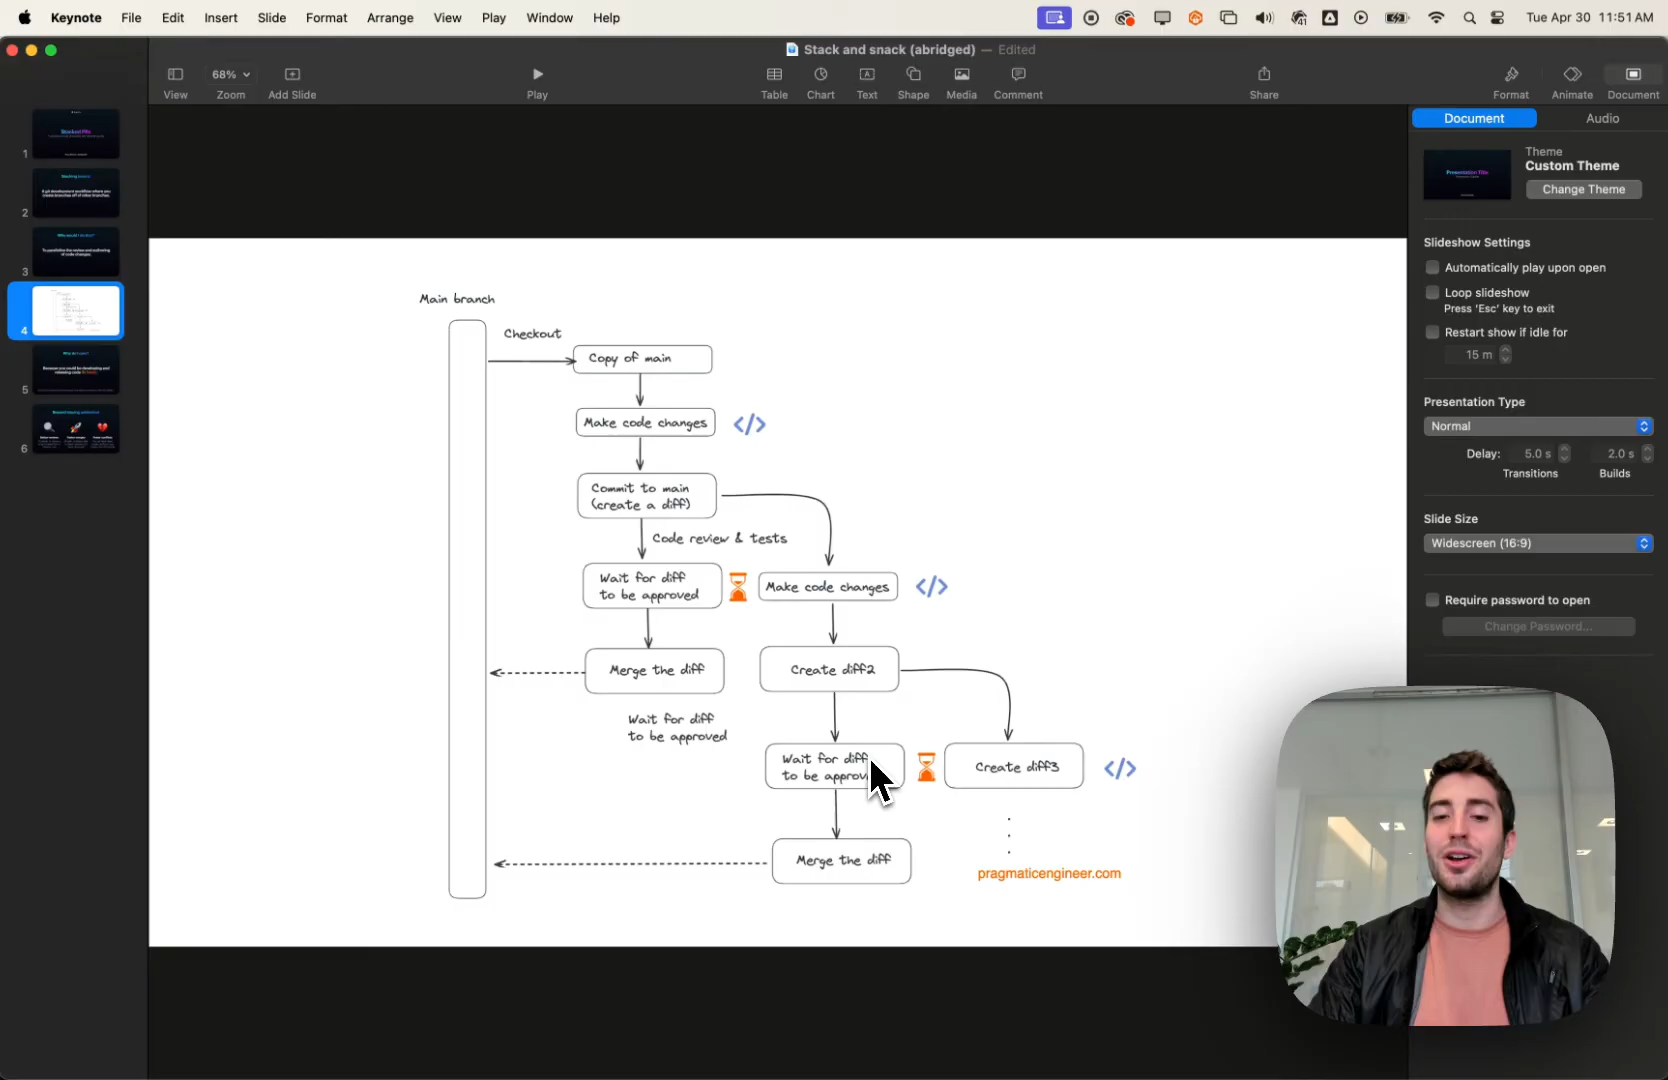 Keynote File Edit Insert Slide Format Arrange View Play Window Help
41
Tue Apr 30 11:51 AM
Stack and snack (abridged) — Edited
68%
View Zoom Add Slide Play Table Chart Text Shape Media Comment Share Format Animate Document
1
2
3
4
5
6
Main branch
Checkout
Copy of main
Make code changes </>
Commit to main
(create a diff)
Code review & tests
Wait for diff
to be approved
Make code changes </>
Merge the diff
Create diff2
Wait for diff
to be approved
Wait for diff
to be approv
Create diff3 </>
Merge the diff
pragmaticengineer.com
Document Audio
Theme
Custom Theme
Change Theme
Slideshow Settings
Automatically play upon open
Loop slideshow
Press 'Esc' key to exit
Restart show if idle for
15 m
Presentation Type
Normal
Delay: 5.0 s 2.0 s
Transitions Builds
Slide Size
Widescreen (16:9)
Require password to open
Change Password...